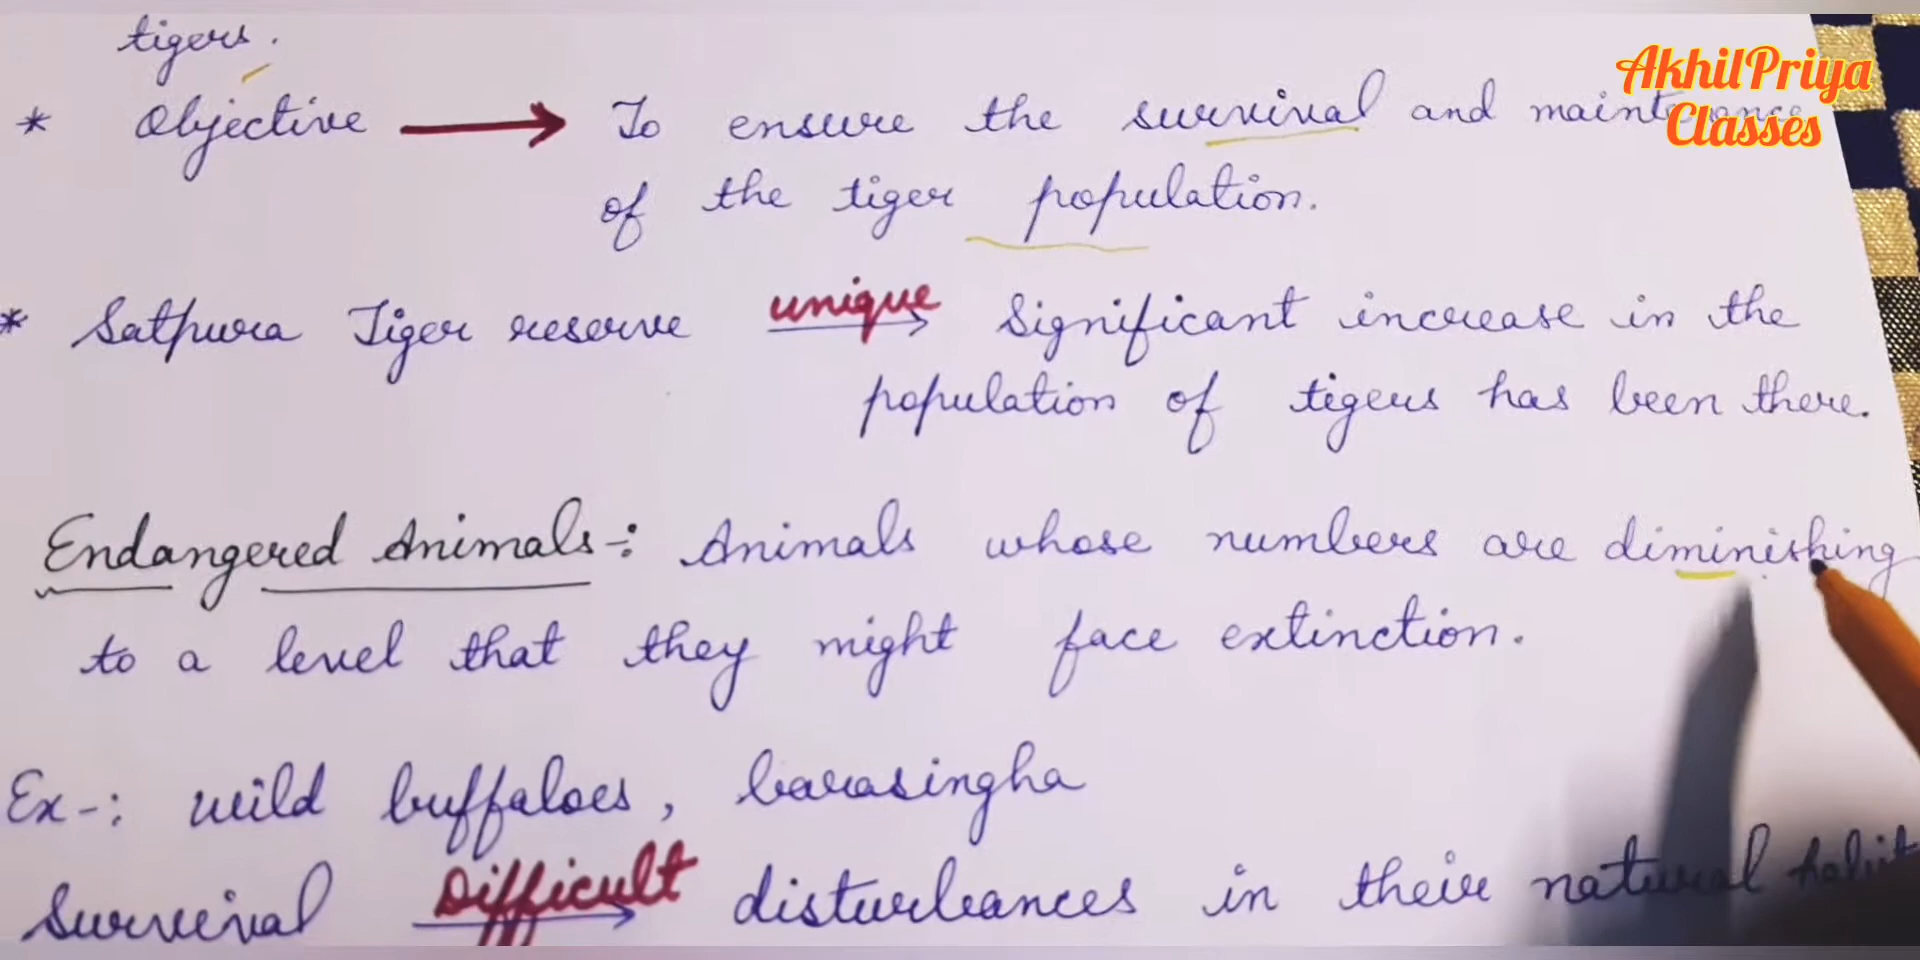 tigers.
AkhilPriya
Classes
* Objective → To ensure the survival and
of the tiger population.
* Satpura Tiger reserve unique → Significant increase in the
population of tigers has been there.
Endangered Animals-: Animals whose numbers are diminishing
to a level that they might face extinction.
Ex-: wild buffaloes, barasingha
Survival Difficult → disturbances in their natural